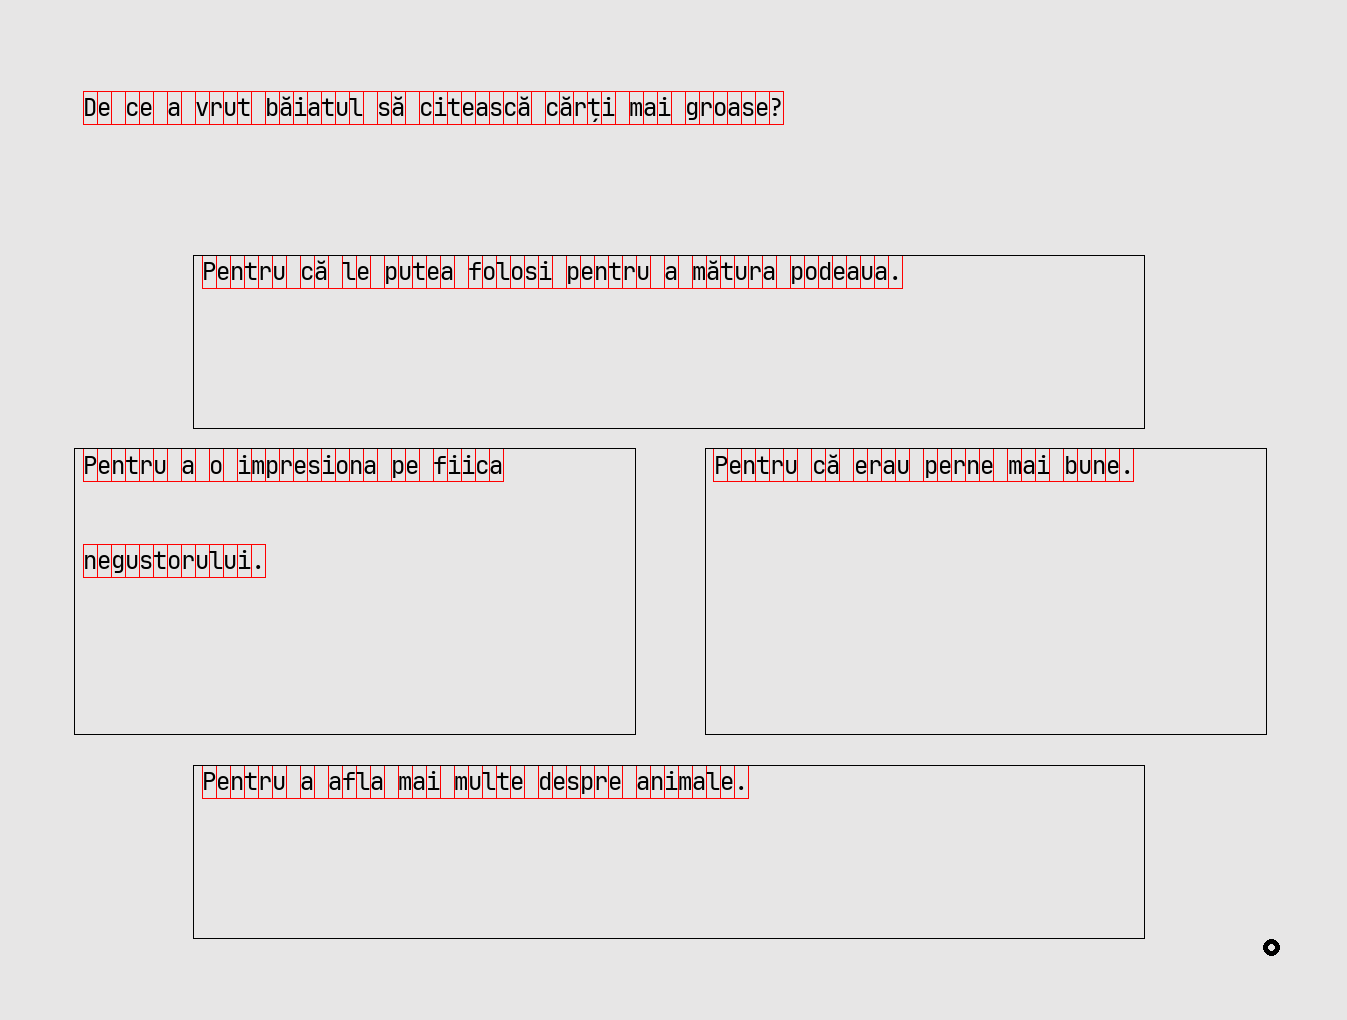 De ce a vrut băiatul să citească cărți mai groase?
Pentru că le putea folosi pentru a mătura podeaua.
Pentru a o impresiona pe fiica
negustorului.
Pentru că erau perne mai bune.
Pentru a afla mai multe despre animale.